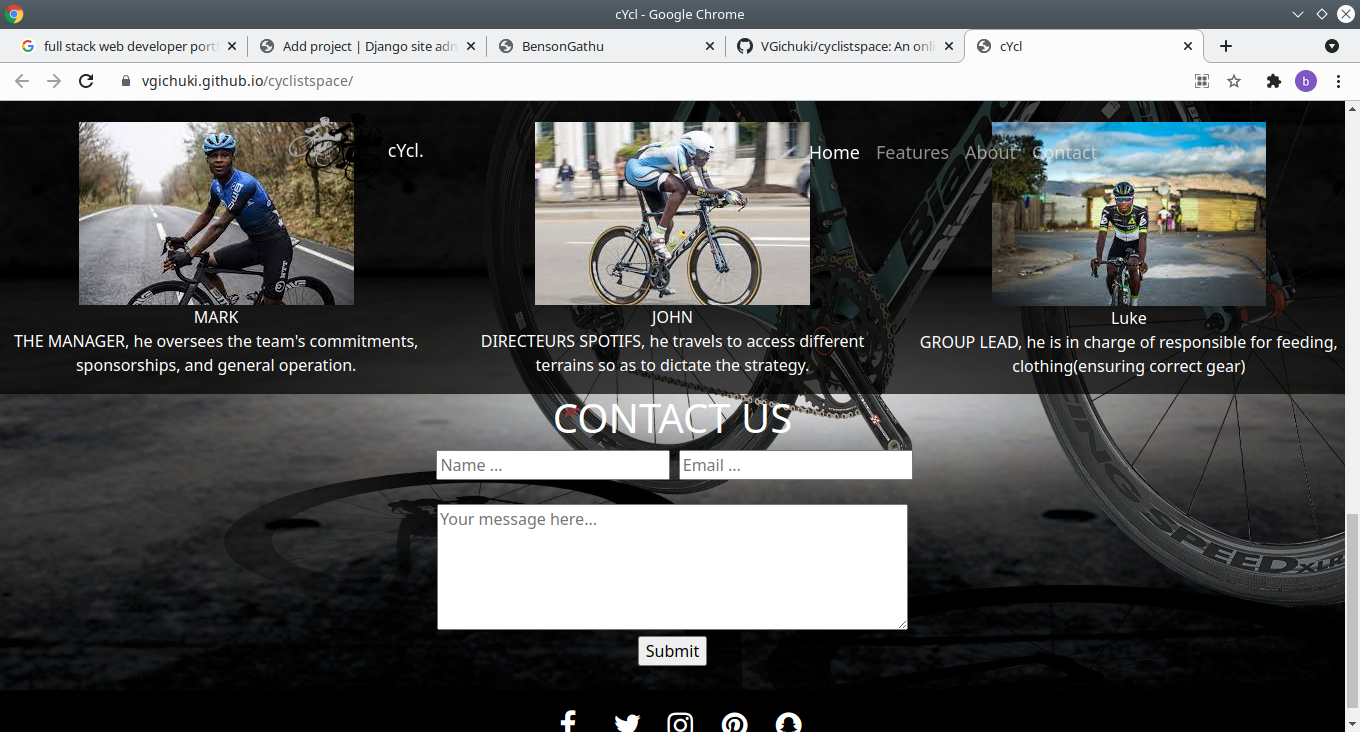 cYcl - Google Chrome
full stack web developer port
Add project | Django site adm
BensonGathu
VGichuki/cyclistspace: An onli
cYcl
vgichuki.github.io/cyclistspace/
b
cYcl.
Home Features About Contact
MARK
THE MANAGER, he oversees the team's commitments,
sponsorships, and general operation.
JOHN
DIRECTEURS SPOTIFS, he travels to access different
terrains so as to dictate the strategy.
Luke
GROUP LEAD, he is in charge of responsible for feeding,
clothing(ensuring correct gear)
CONTACT US
Name ...
Email ...
Your message here...
Submit
SPEED XLR